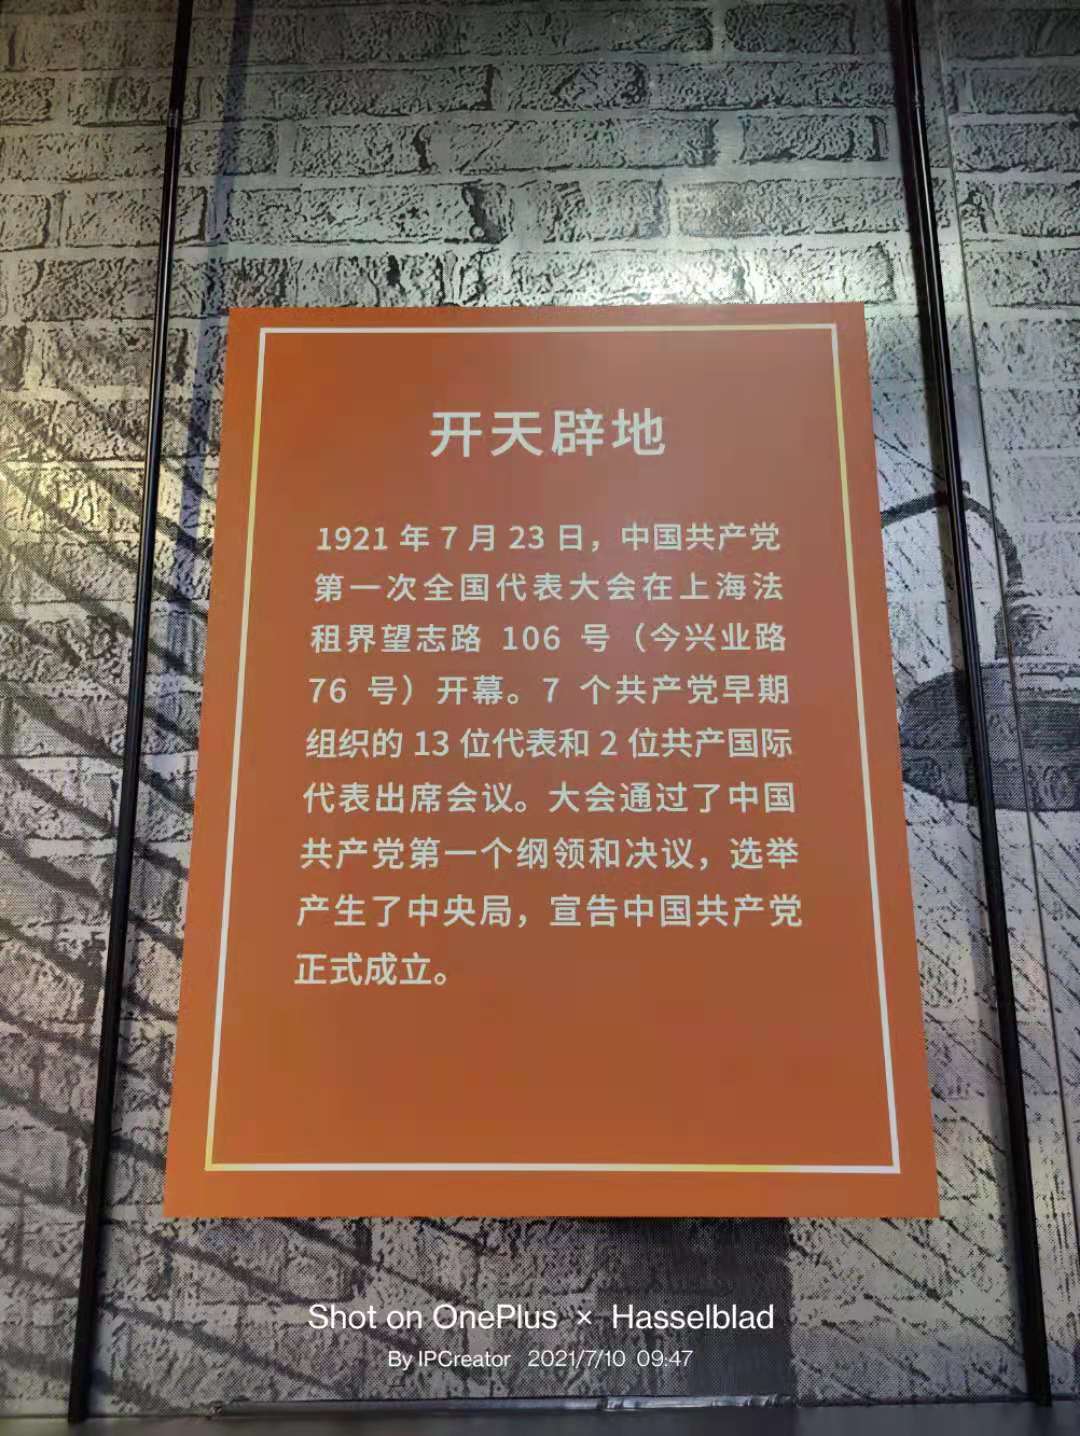 开天辟地
1921 年 7 月 23 日，中国共产党
第一次全国代表大会在上海法
租界望志路 106 号（今兴业路
76 号）开幕。7 个共产党早期
组织的 13 位代表和 2 位共产国际
代表出席会议。大会通过了中国
共产党第一个纲领和决议，选举
产生了中央局，宣告中国共产党
正式成立。
Shot on OnePlus × Hasselblad
By IPCreator 2021/7/10 09:47